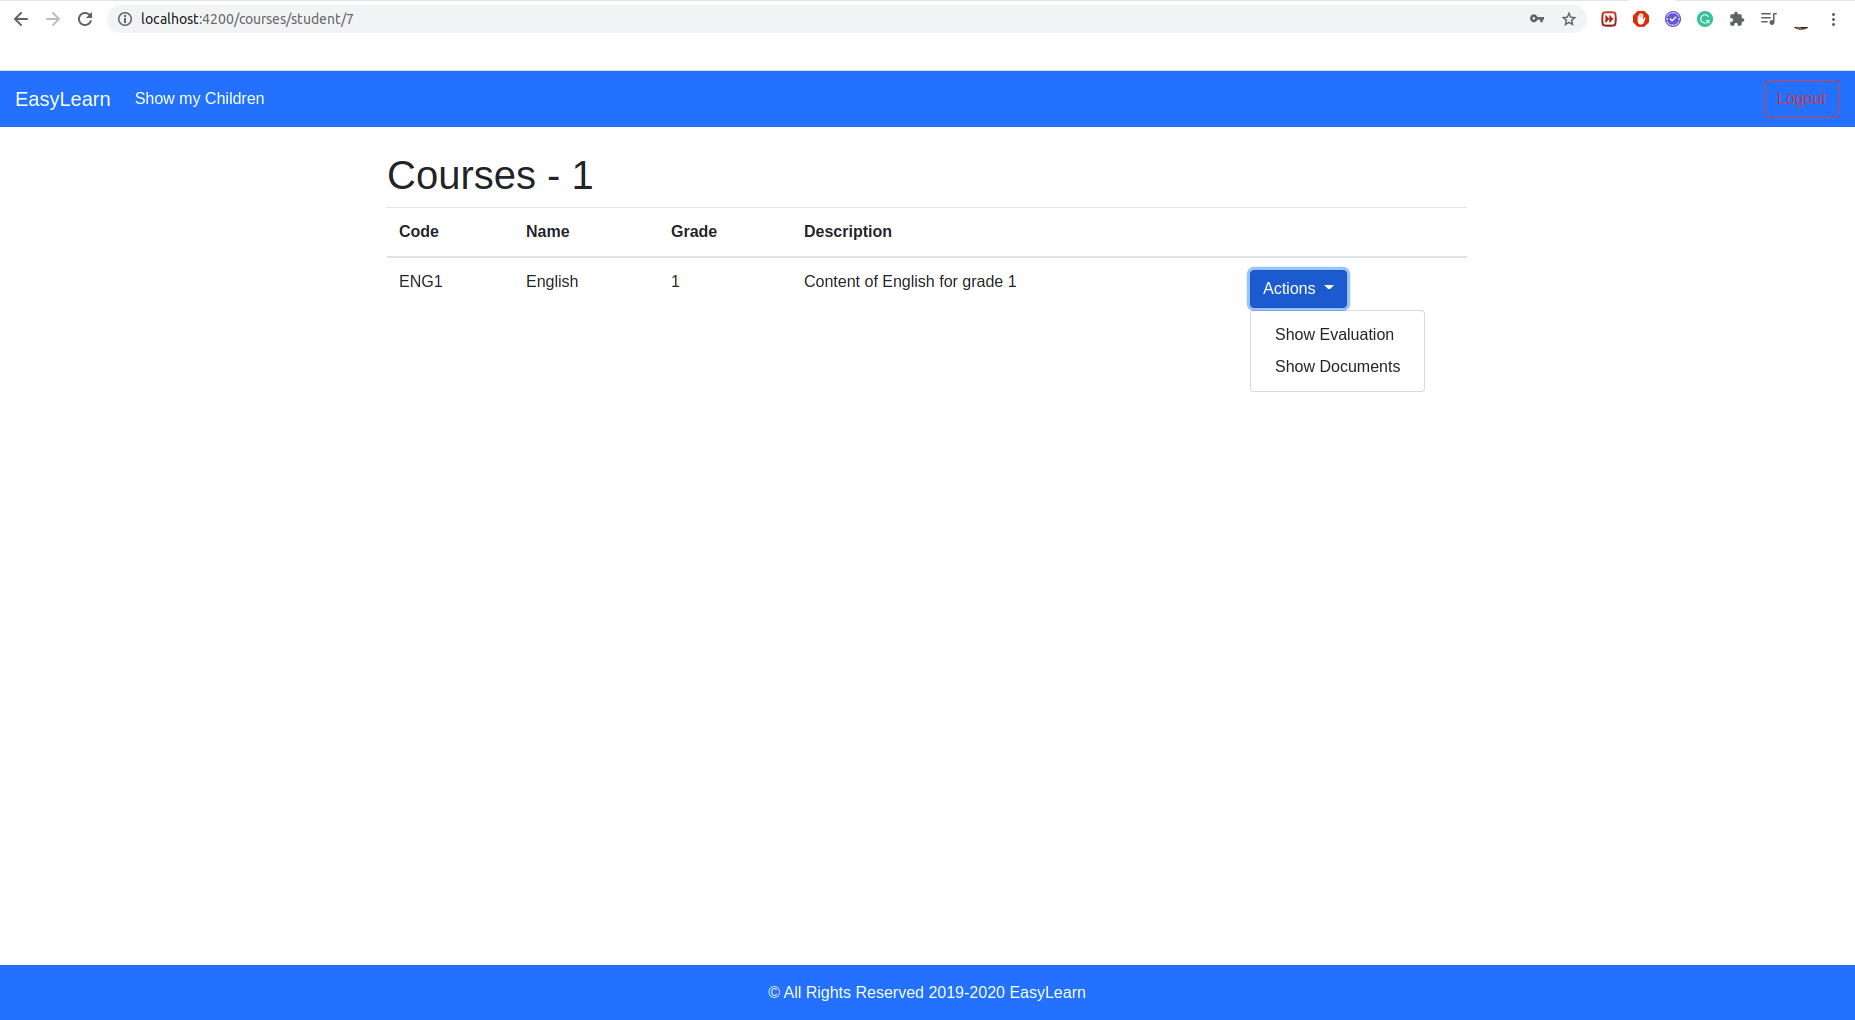 localhost:4200/courses/student/7
EasyLearn Show my Children Logout
Courses - 1
Code Name Grade Description
ENG1 English 1 Content of English for grade 1 Actions
Show Evaluation
Show Documents
© All Rights Reserved 2019-2020 EasyLearn